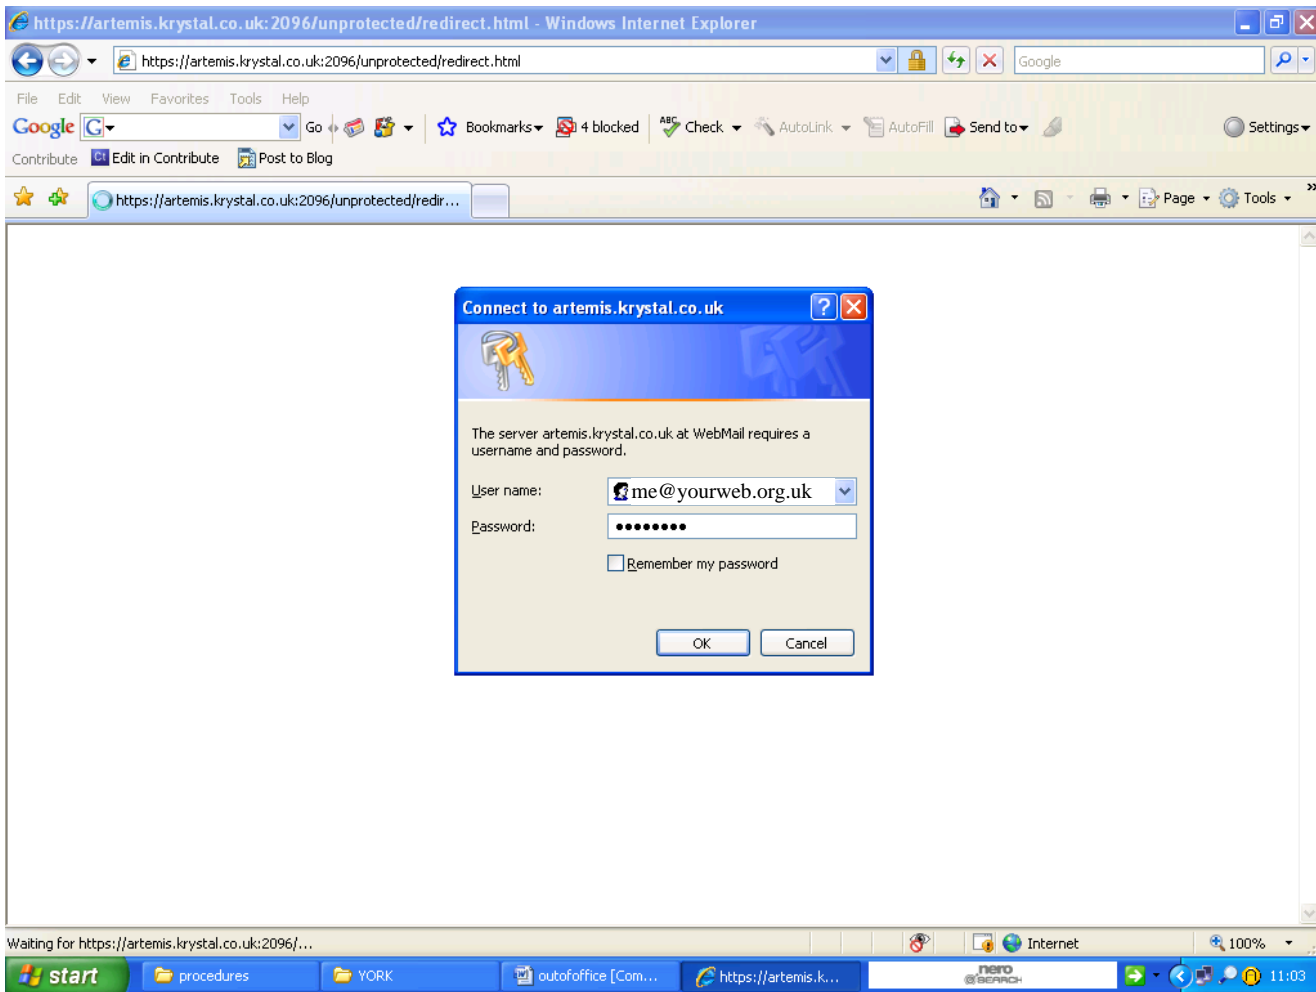 https://artemis.krystal.co.uk:2096/unprotected/redirect.html - Windows Internet Explorer
https://artemis.krystal.co.uk:2096/unprotected/redirect.html Google
File Edit View Favorites Tools Help
Google G Go Bookmarks 4 blocked ABC Check AutoLink AutoFill Send to Settings
Contribute Ct Edit in Contribute Post to Blog
https://artemis.krystal.co.uk:2096/unprotected/redir... Page Tools »
Connect to artemis.krystal.co.uk
The server artemis.krystal.co.uk at WebMail requires a
username and password.
User name: me@yourweb.org.uk
Password: ••••••••
Remember my password
OK Cancel
Waiting for https://artemis.krystal.co.uk:2096/... Internet 100%
start procedures YORK outofoffice [Com... https://artemis.k... nero SEARCH 11:03